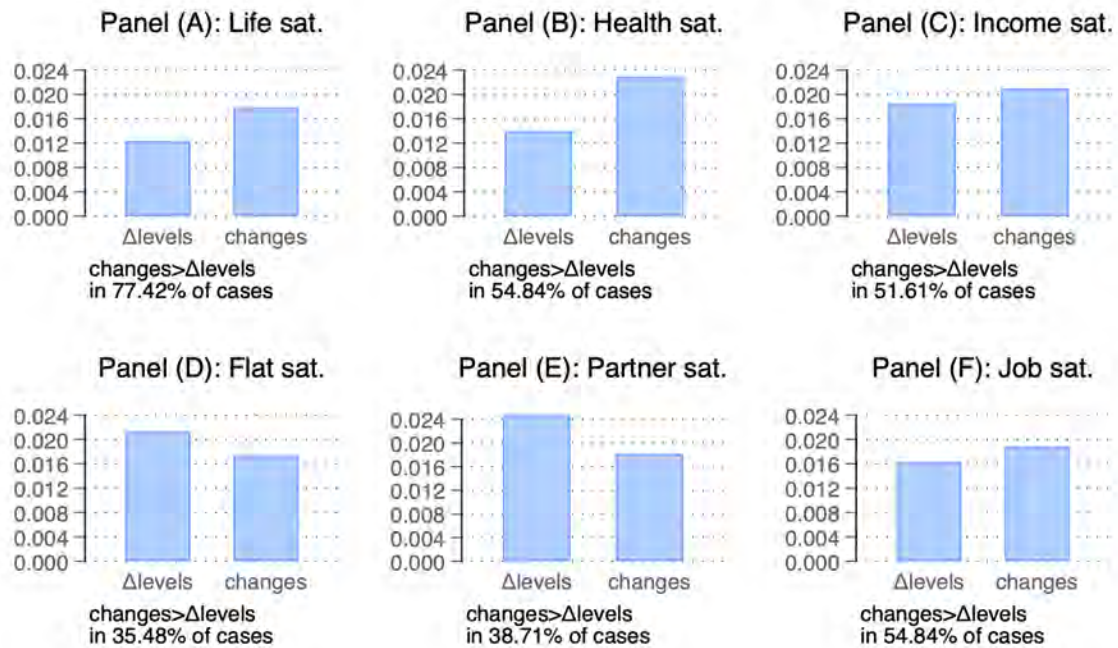 Panel (A): Life sat.
0.024
0.020
0.016
0.012
0.008
0.004
0.000
Δlevels changes
changes>Δlevels
in 77.42% of cases
Panel (B): Health sat.
0.024
0.020
0.016
0.012
0.008
0.004
0.000
Δlevels changes
changes>Δlevels
in 54.84% of cases
Panel (C): Income sat.
0.024
0.020
0.016
0.012
0.008
0.004
0.000
Δlevels changes
changes>Δlevels
in 51.61% of cases
Panel (D): Flat sat.
0.024
0.020
0.016
0.012
0.008
0.004
0.000
Δlevels changes
changes>Δlevels
in 35.48% of cases
Panel (E): Partner sat.
0.024
0.020
0.016
0.012
0.008
0.004
0.000
Δlevels changes
changes>Δlevels
in 38.71% of cases
Panel (F): Job sat.
0.024
0.020
0.016
0.012
0.008
0.004
0.000
Δlevels changes
changes>Δlevels
in 54.84% of cases